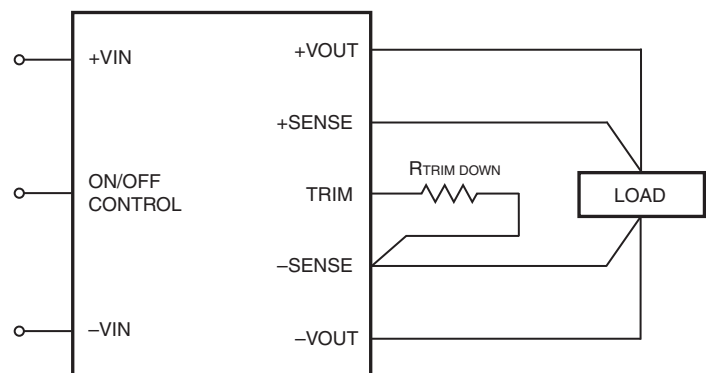 +VIN
+VOUT
+SENSE
ON/OFF
CONTROL
TRIM
RTRIM DOWN
LOAD
–SENSE
–VIN
–VOUT